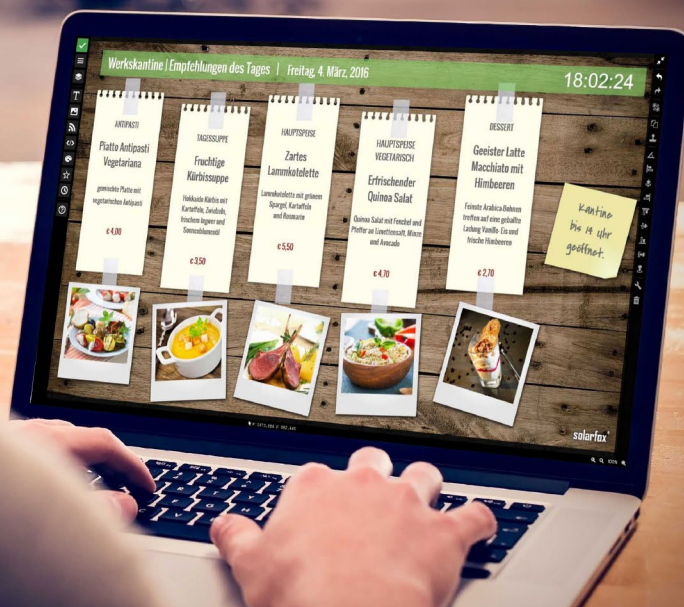 Werkskantine | Empfehlungen des Tages | Freitag, 4. März, 2016
18:02:24
ANTIPASTI
Piatto Antipasti
Vegetariana
gemischte Platte mit
vegetarischen Antipasti
€ 4,00
TAGESSUPPE
Fruchtige
Kürbissuppe
Hokkaido Kürbis mit
Kartoffeln, Zwiebeln,
frischem Ingwer und
Sonnenblumenöl
€ 3,50
HAUPTSPEISE
Zartes
Lammkotelette
Lammkotelette mit grünem
Spargel, Kartoffeln
und Rosmarin
€ 5,50
HAUPTSPEISE
VEGETARISCH
Erfrischender
Quinoa Salat
Quinoa Salat mit Fenchel und
Pfeffer an Limettensaft, Minze
und Avocado
€ 4,70
DESSERT
Geeister Latte
Macchiato mit
Himbeeren
Feinste Arabica Bohnen
treffen auf eine geballte
Ladung Vanille-Eis und
frische Himbeeren
€ 2,70
Kantine
bis 19 Uhr
geöffnet.
solarfox
100%